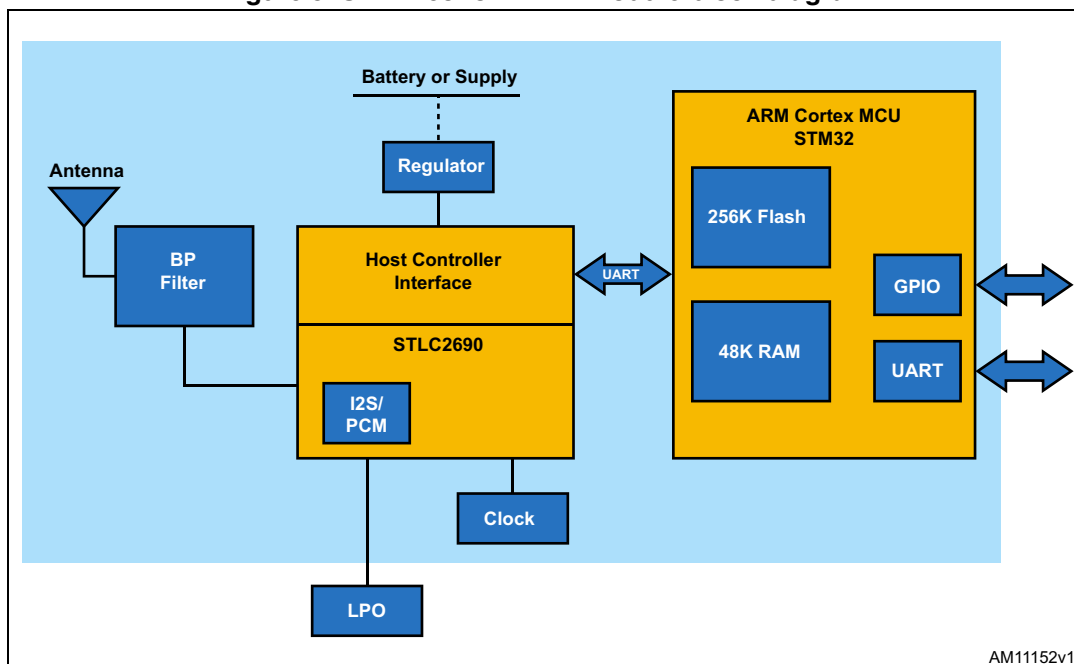 Battery or Supply
ARM Cortex MCU
STM32
Antenna
Regulator
256K Flash
BP
Filter
Host Controller
Interface
UART
GPIO
STLC2690
48K RAM
UART
I2S/
PCM
Clock
LPO
AM11152v1